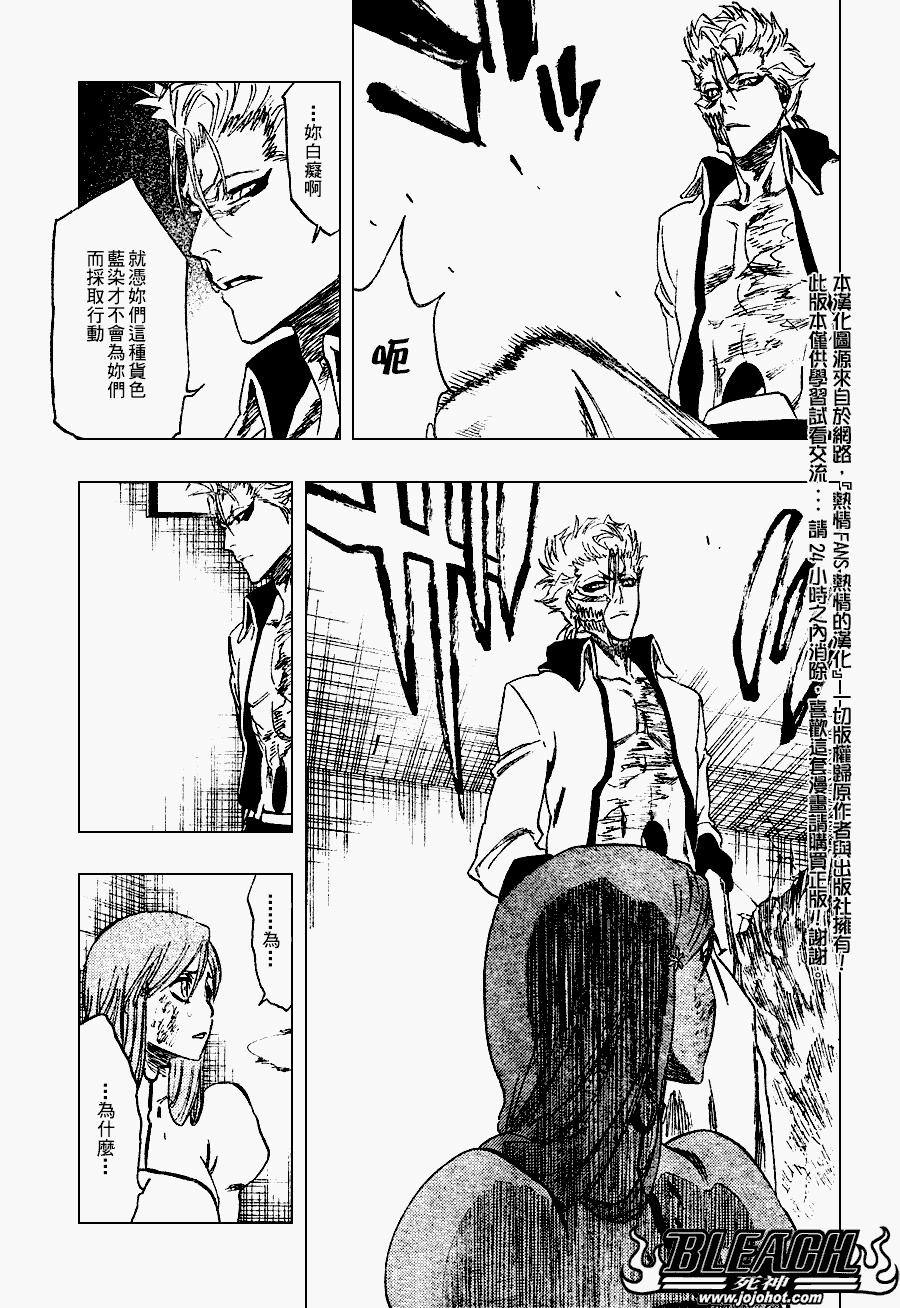 呃
…妳白癡啊
就憑妳們這種貨色
藍染才不會為妳們
而採取行動
…為…
…為什麼…
本漢化圖源來自於網路，『熱情FANS-熱情的漢化』一切版權歸原作者與出版社擁有！
此版本僅供學習試看交流… 請24小時之內消除。喜歡這套漫畫請購買正版！謝謝。
BLEACH
死神
www.jojohot.com